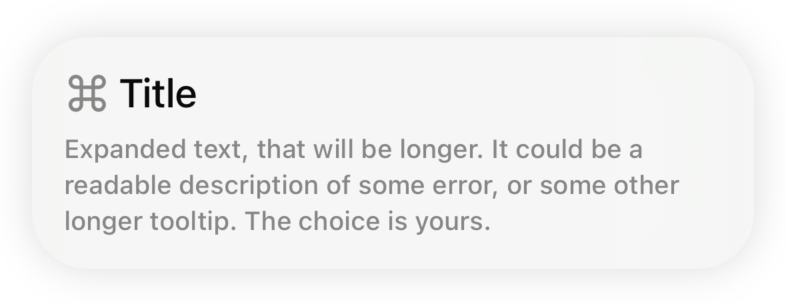 ⌘ Title
Expanded text, that will be longer. It could be a
readable description of some error, or some other
longer tooltip. The choice is yours.